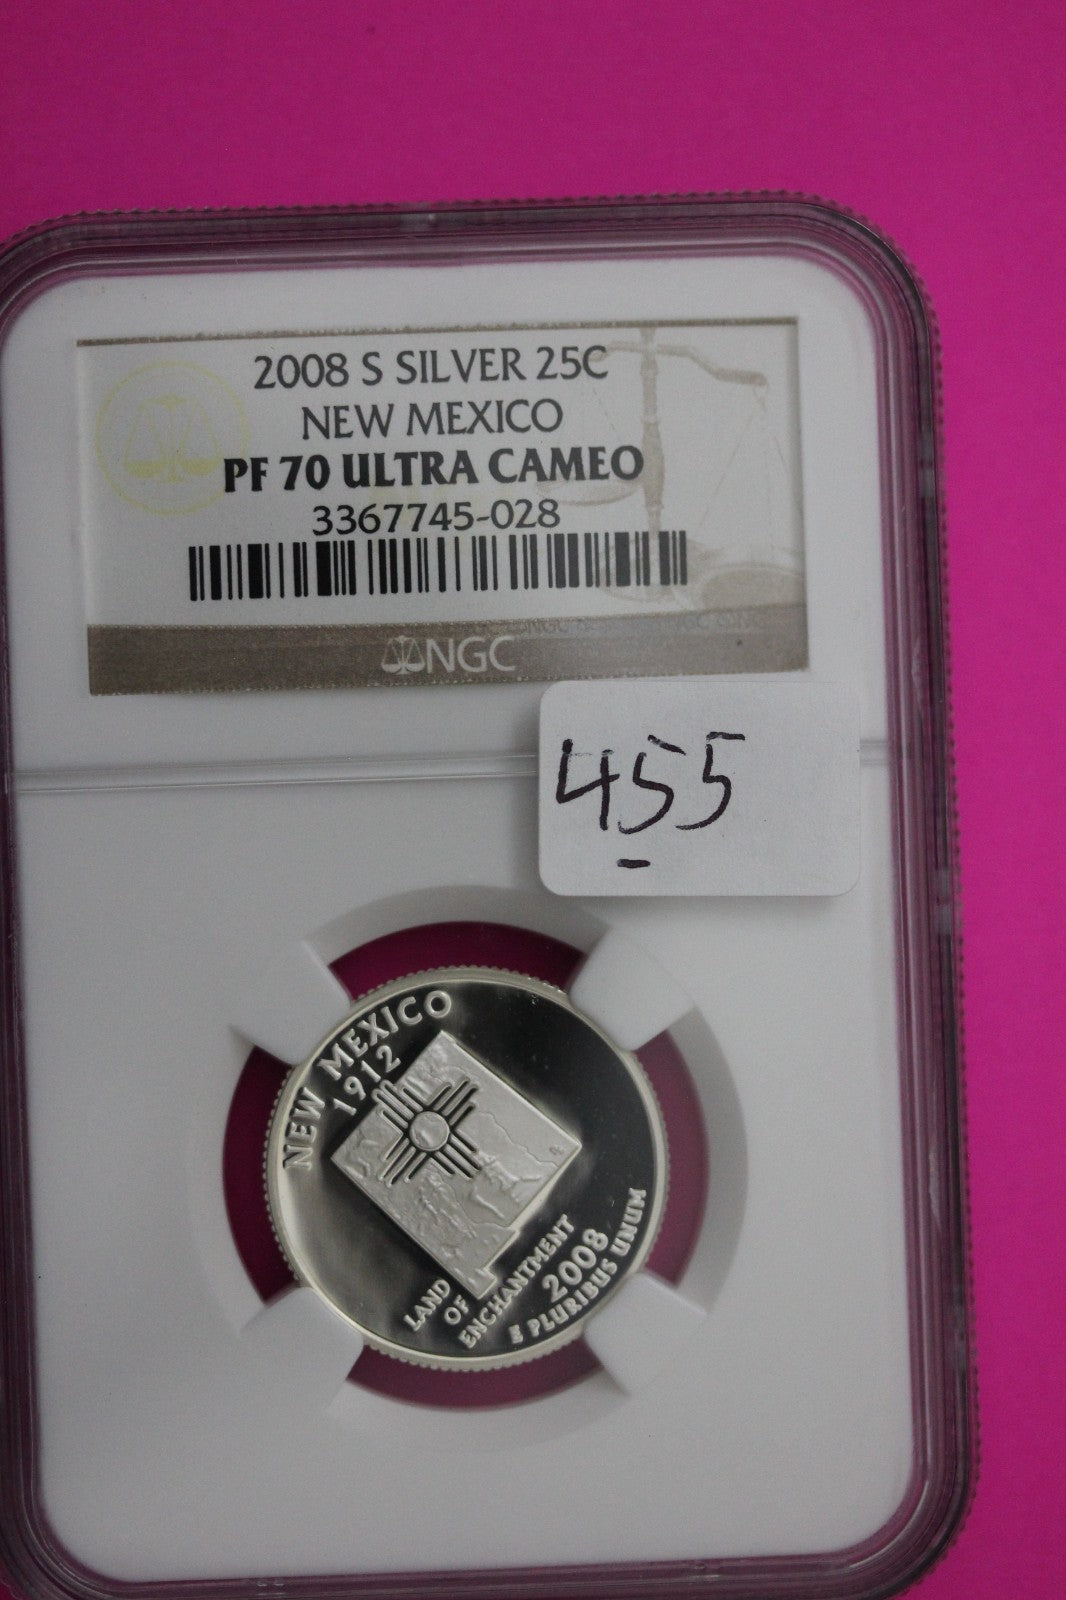 2008 S SILVER 25C
NEW MEXICO
PF 70 ULTRA CAMEO
3367745-028
NGC
455
NEW MEXICO
1912
LAND
OF
ENCHANTMENT
2008
E PLURIBUS UNUM